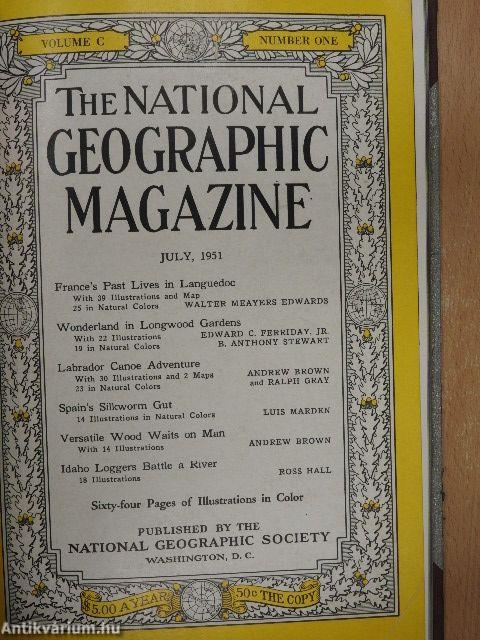 VOLUME C NUMBER ONE
THE NATIONAL
GEOGRAPHIC
MAGAZINE
JULY, 1951
France's Past Lives in Languedoc
With 39 Illustrations and Map
25 in Natural Colors WALTER MEAYERS EDWARDS
Wonderland in Longwood Gardens
With 22 Illustrations EDWARD C. FERRIDAY, JR.
19 in Natural Colors B. ANTHONY STEWART
Labrador Canoe Adventure
With 30 Illustrations and 2 Maps ANDREW BROWN
23 in Natural Colors and RALPH GRAY
Spain's Silkworm Gut
14 Illustrations in Natural Colors LUIS MARDEN
Versatile Wood Waits on Man
With 14 Illustrations ANDREW BROWN
Idaho Loggers Battle a River
18 Illustrations ROSS HALL
Sixty-four Pages of Illustrations in Color
PUBLISHED BY THE
NATIONAL GEOGRAPHIC SOCIETY
WASHINGTON, D. C.
$5.00 A YEAR 50c THE COPY
Antikvárium.hu